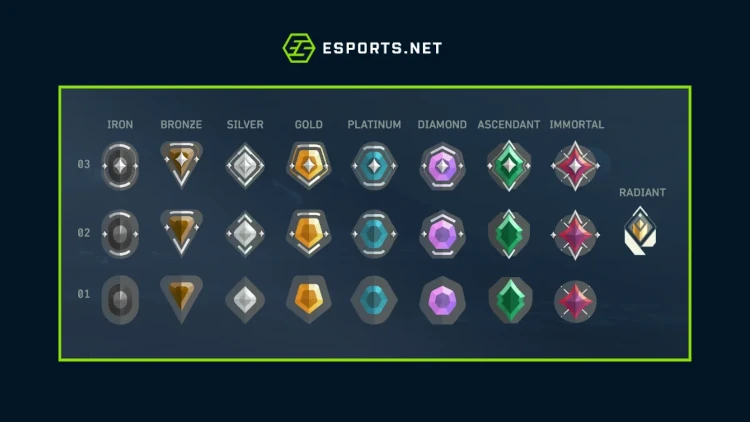 ESPORTS.NET
IRON BRONZE SILVER GOLD PLATINUM DIAMOND ASCENDANT IMMORTAL
03
RADIANT
02
01